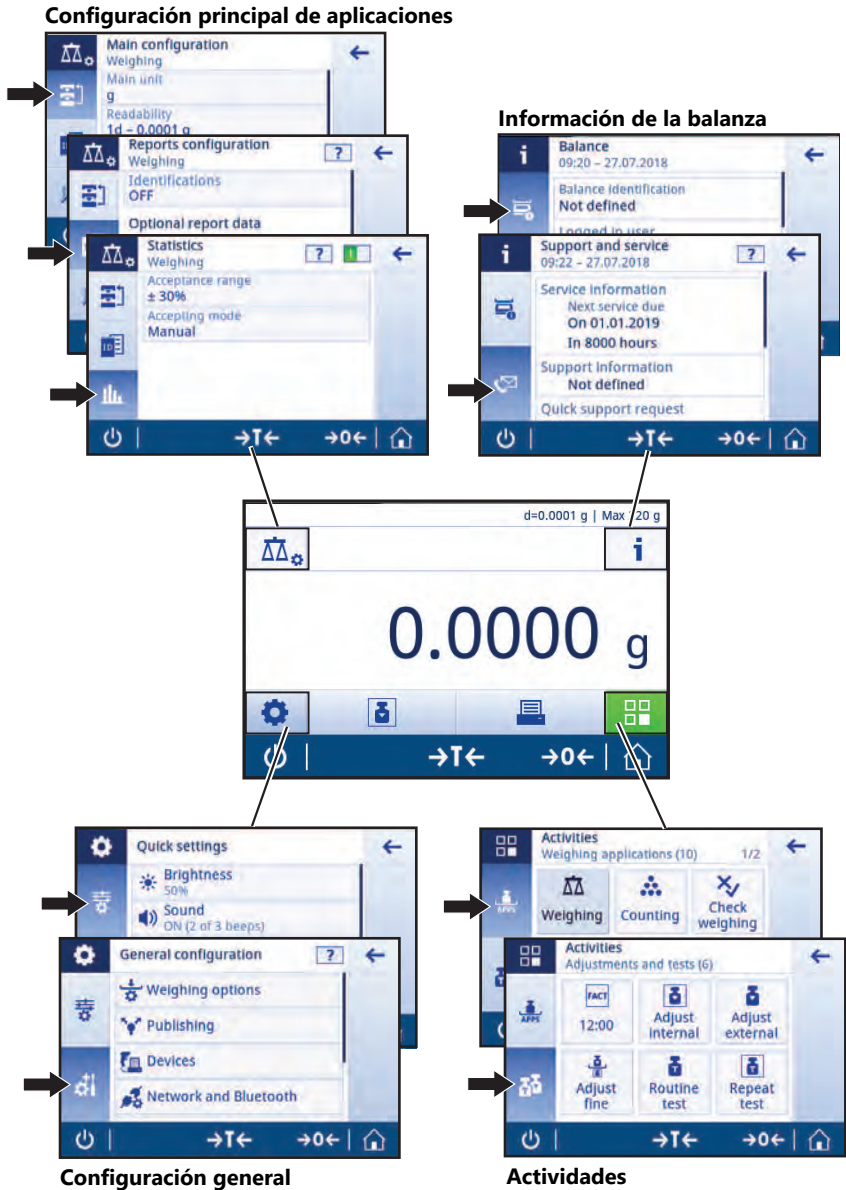 Configuración principal de aplicaciones
Main configuration
Weighing
Main unit
g
Readability
1d – 0.0001 g
Reports configuration
Weighing
?
Identifications
OFF
Optional report data
Statistics
Weighing
?
Acceptance range
± 30%
Accepting mode
Manual
ID
→T← →0←
Información de la balanza
i
Balance
09:20 – 27.07.2018
Balance identification
Not defined
Logged in user
i
Support and service
09:22 – 27.07.2018
?
Service information
Next service due
On 01.01.2019
In 8000 hours
Support information
Not defined
Quick support request
→T← →0←
d=0.0001 g | Max 120 g
i
0.0000 g
→T← →0←
Quick settings
Brightness
50%
Sound
ON (2 of 3 beeps)
General configuration
?
Weighing options
Publishing
Devices
Network and Bluetooth
→T← →0←
Configuración general
Activities
Weighing applications (10) 1/2
APPS
Weighing
Counting
Check
weighing
Activities
Adjustments and tests (6)
APPS
FACT
12:00
Adjust
internal
Adjust
external
Adjust
fine
Routine
test
Repeat
test
→T← →0←
Actividades